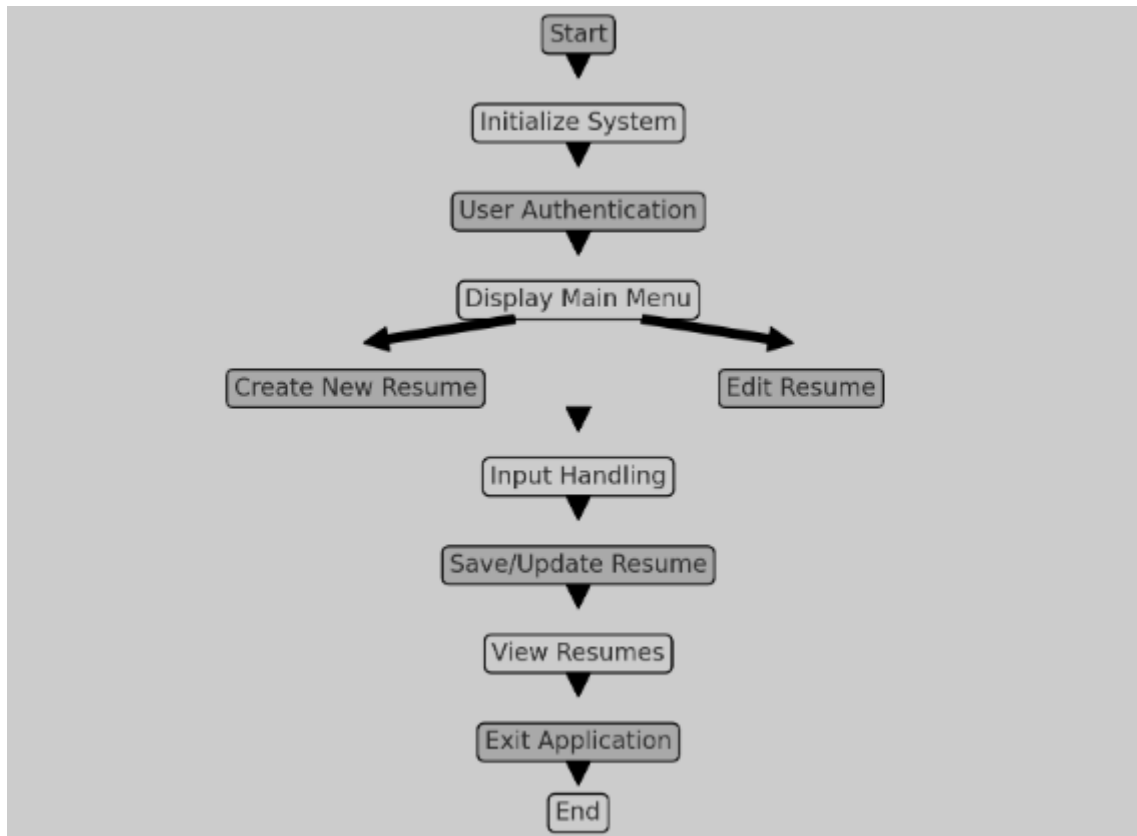 Start
Initialize System
User Authentication
Display Main Menu
Create New Resume
Edit Resume
Input Handling
Save/Update Resume
View Resumes
Exit Application
End